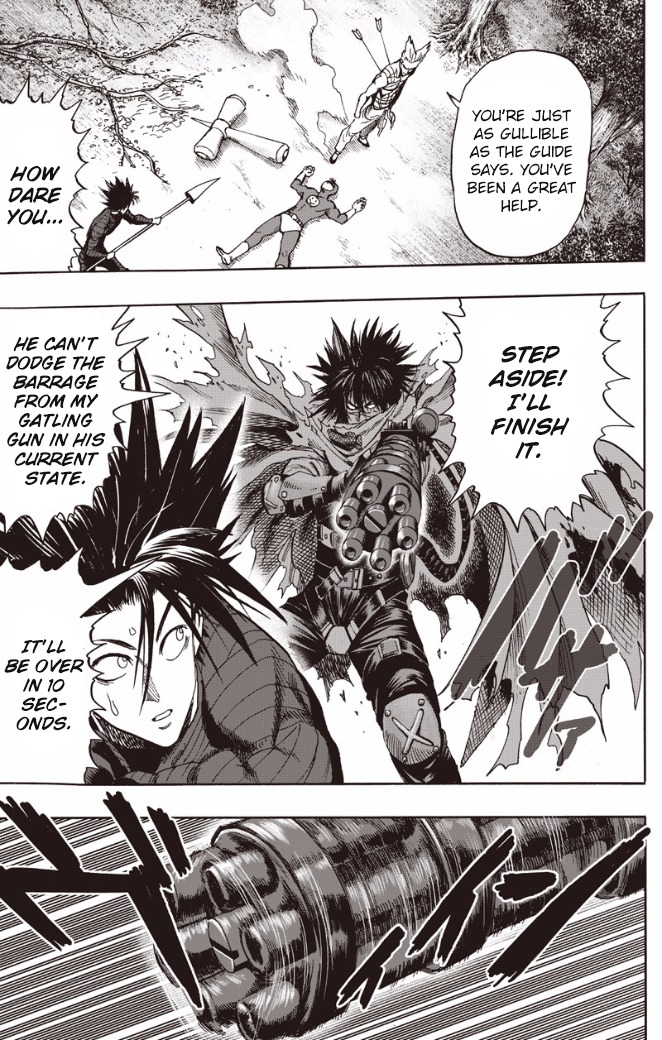 YOU'RE JUST
AS GULLIBLE
AS THE GUIDE
SAYS. YOU'VE
BEEN A GREAT
HELP.
HOW
DARE
YOU...
STEP
ASIDE!
I'LL
FINISH
IT.
HE CAN'T
DODGE THE
BARRAGE
FROM MY
GATLING
GUN IN HIS
CURRENT
STATE.
IT'LL
BE OVER
IN 10
SEC-
ONDS.